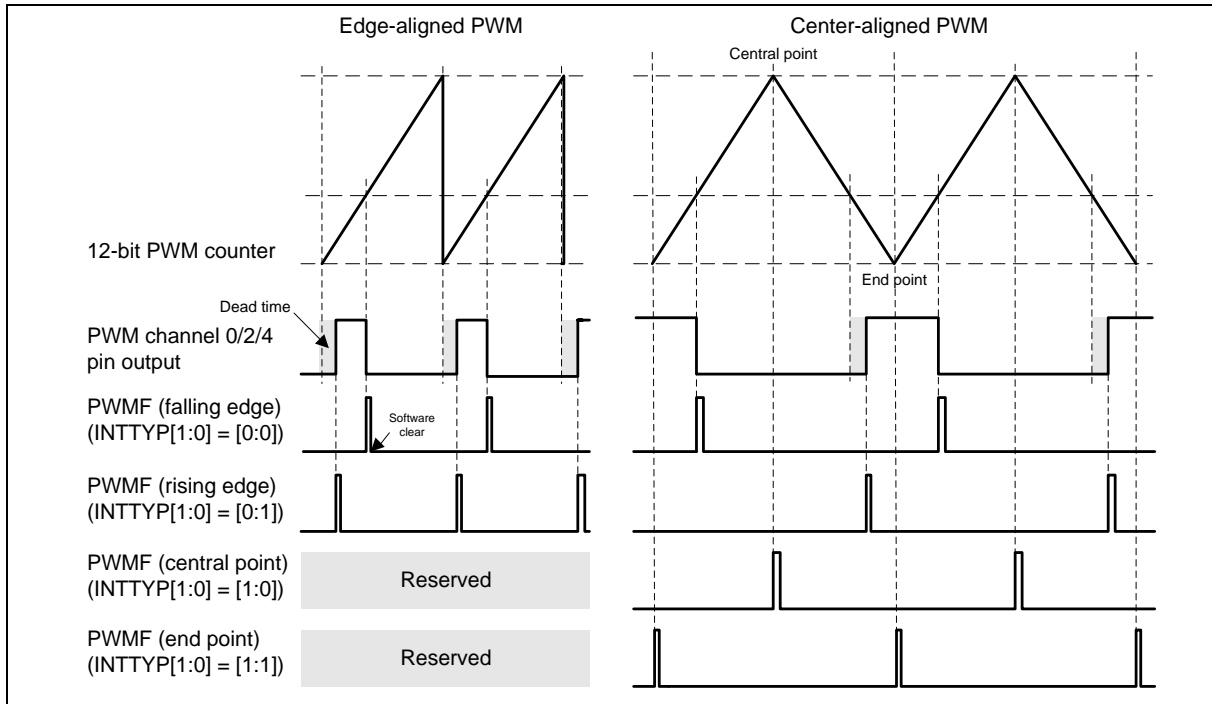 Edge-aligned PWM
Center-aligned PWM
Central point
12-bit PWM counter
End point
Dead time
PWM channel 0/2/4
pin output
PWMF (falling edge)
(INTTYP[1:0] = [0:0])
Software
clear
PWMF (rising edge)
(INTTYP[1:0] = [0:1])
PWMF (central point)
(INTTYP[1:0] = [1:0])
Reserved
PWMF (end point)
(INTTYP[1:0] = [1:1])
Reserved